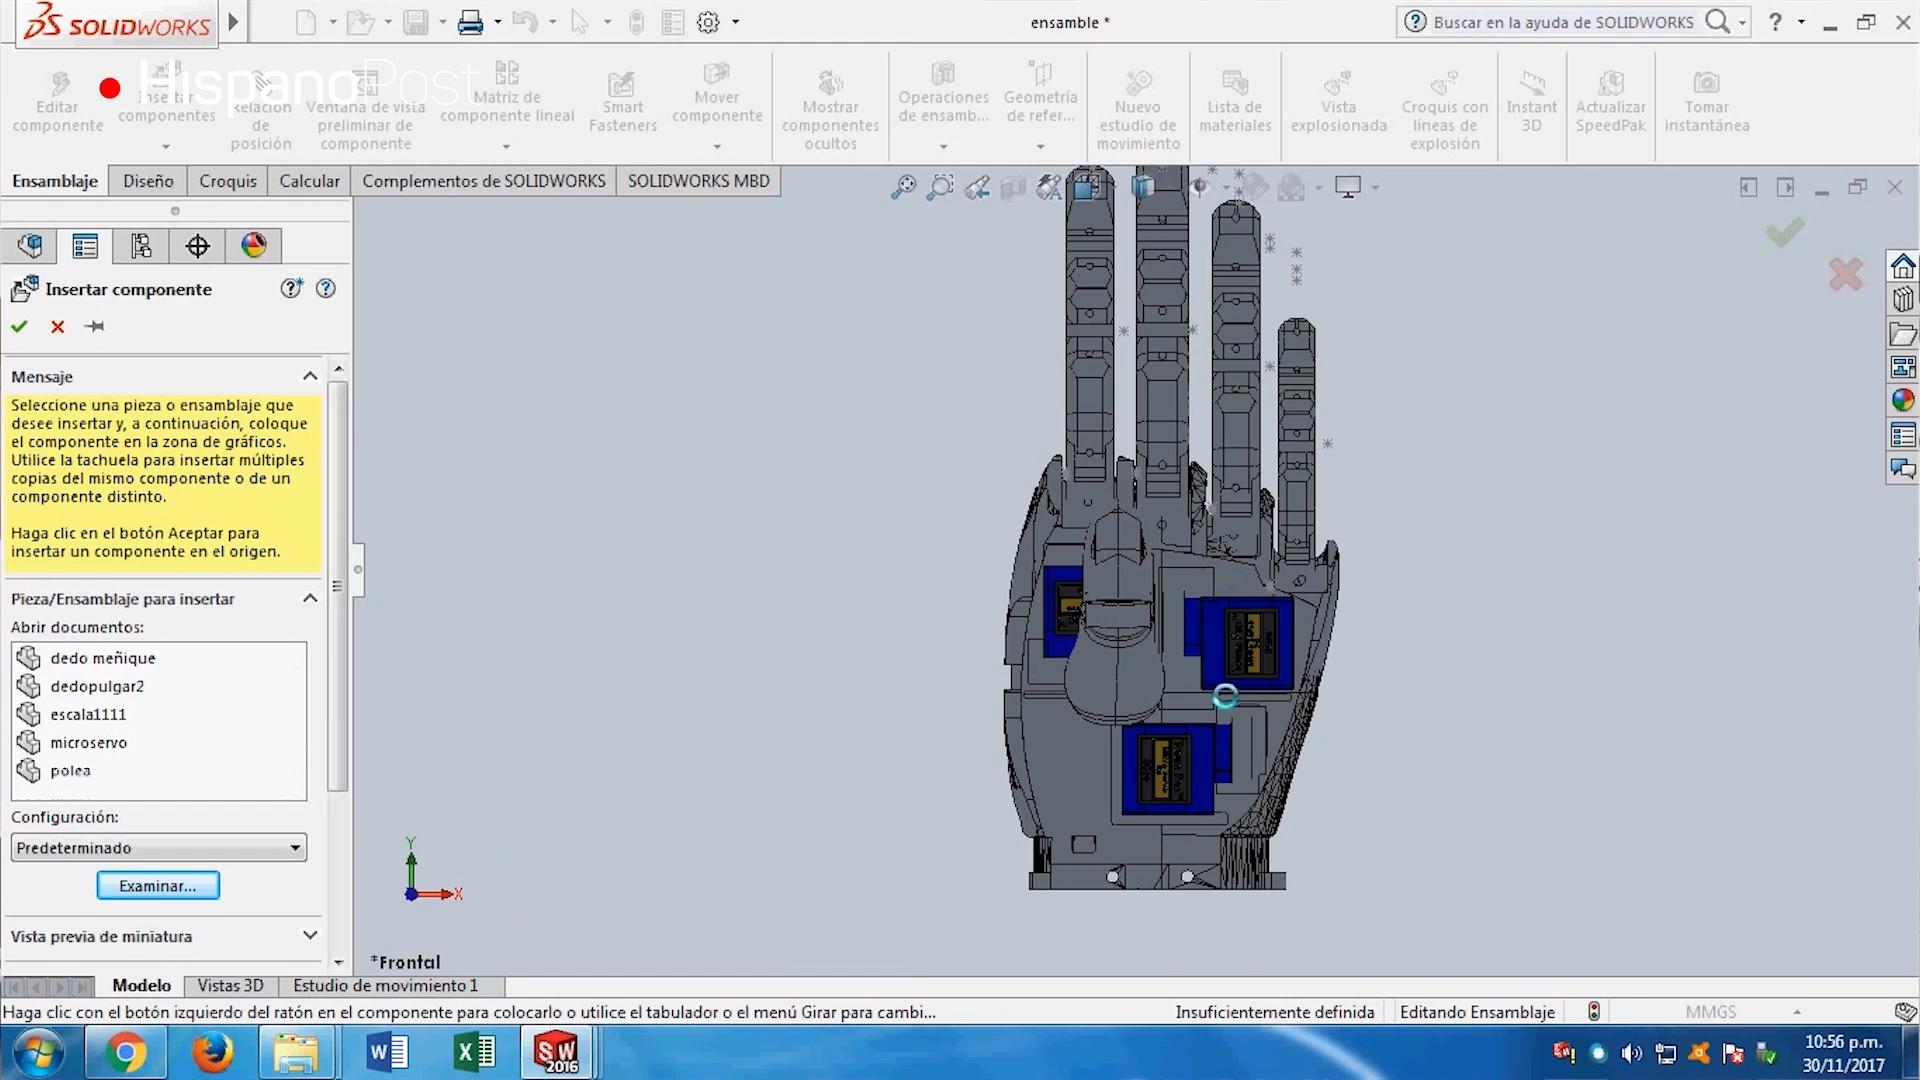 SOLIDWORKS
ensamble *
Buscar en la ayuda de SOLIDWORKS
?
HispanoPost
Editar
componente
Insertar
componentes
Relación
de
posición
Ventana de vista
preliminar de
componente
Matriz de
componente lineal
Smart
Fasteners
Mover
componente
Mostrar
componentes
ocultos
Operaciones
de ensamb...
Geometría
de refer...
Nuevo
estudio de
movimiento
Lista de
materiales
Vista
explosionada
Croquis con
líneas de
explosión
Instant
3D
Actualizar
SpeedPak
Tomar
instantánea
Ensamblaje
Diseño
Croquis
Calcular
Complementos de SOLIDWORKS
SOLIDWORKS MBD
Insertar componente
Mensaje
Seleccione una pieza o ensamblaje que
desee insertar y, a continuación, coloque
el componente en la zona de gráficos.
Utilice la tachuela para insertar múltiples
copias del mismo componente o de un
componente distinto.
Haga clic en el botón Aceptar para
insertar un componente en el origen.
Pieza/Ensamblaje para insertar
Abrir documentos:
dedo meñique
dedopulgar2
escala1111
microservo
polea
Configuración:
Predeterminado
Examinar...
Vista previa de miniatura
Y
X
*Frontal
Modelo
Vistas 3D
Estudio de movimiento 1
Haga clic con el botón izquierdo del ratón en el componente para colocarlo o utilice el tabulador o el menú Girar para cambi...
Insuficientemente definida
Editando Ensamblaje
MMGS
SW
2016
10:56 p.m.
30/11/2017